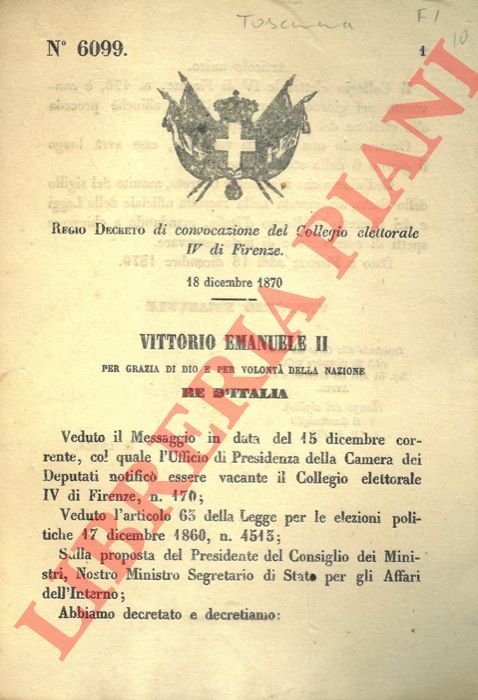 Toscana
F1
10
N° 6099.
1
REGIO DECRETO di convocazione del Collegio elettorale
IV di Firenze.
18 dicembre 1870
VITTORIO EMANUELE II
PER GRAZIA DI DIO E PER VOLONTÀ DELLA NAZIONE
RE D'ITALIA
Veduto il Messaggio in data del 15 dicembre cor-
rente, col quale l'Ufficio di Presidenza della Camera dei
Deputati notificò essere vacante il Collegio elettorale
IV di Firenze, n. 170;
Veduto l'articolo 63 della Legge per le elezioni poli-
tiche 17 dicembre 1860, n. 4513;
Sulla proposta del Presidente del Consiglio dei Mini-
stri, Nostro Ministro Segretario di Stato per gli Affari
dell'Interno;
Abbiamo decretato e decretiamo:
LIBRERIA PIANI